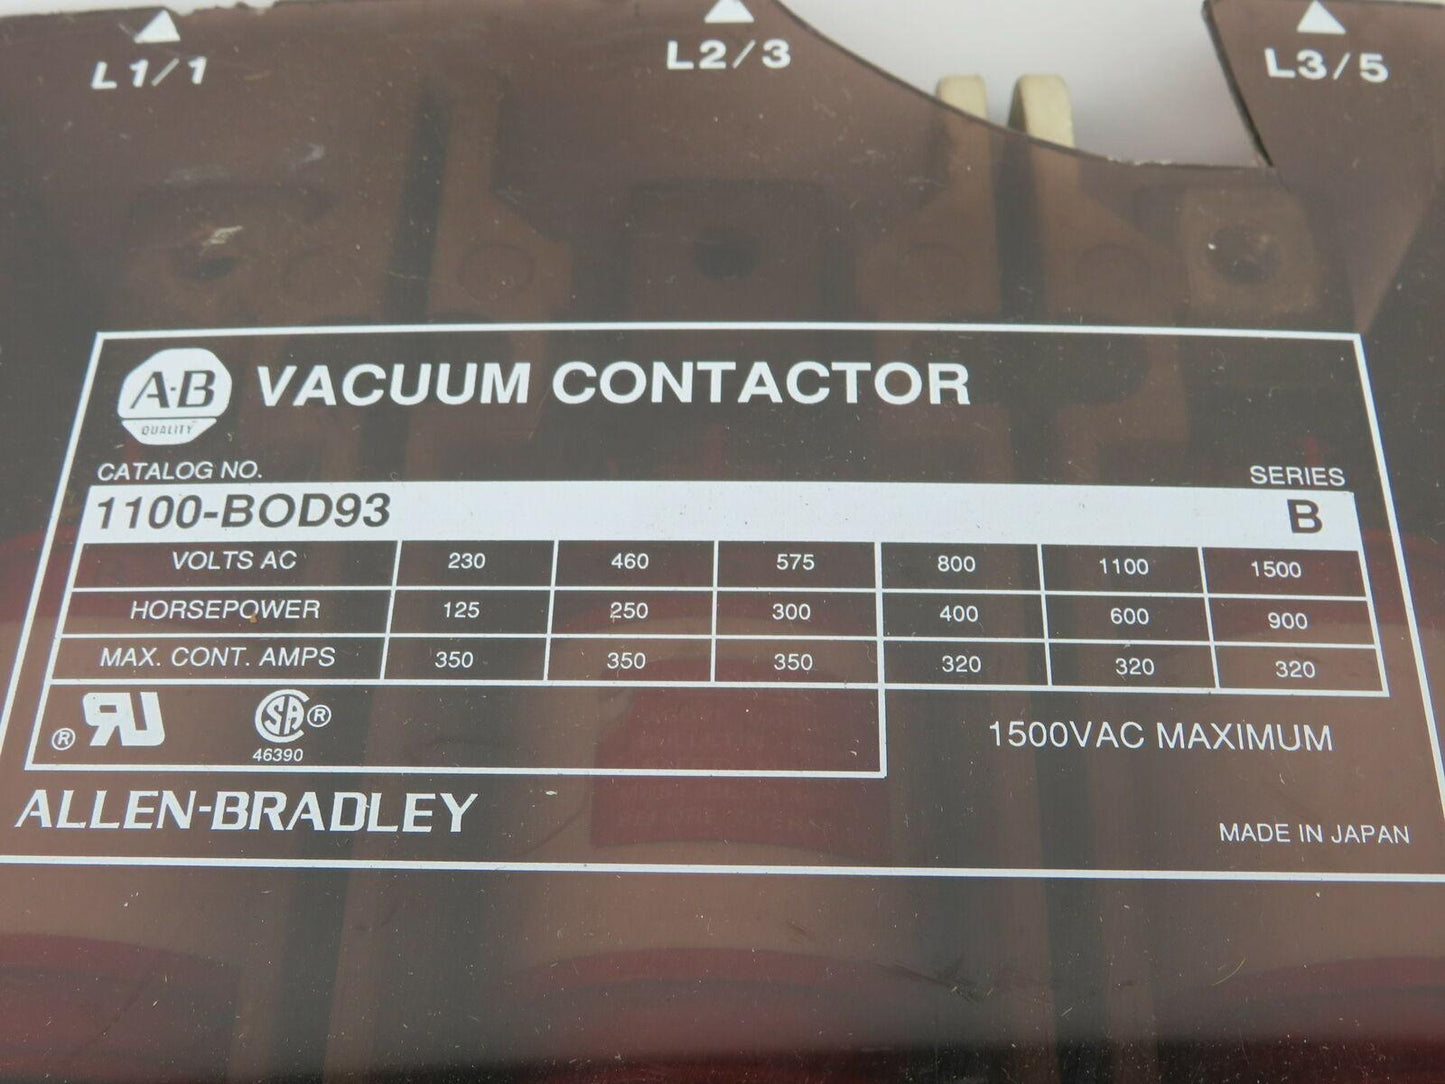 L1/1 L2/3 L3/5
A-B QUALITY VACUUM CONTACTOR
CATALOG NO. SERIES
1100-BOD93 B
VOLTS AC 230 460 575 800 1100 1500
HORSEPOWER 125 250 300 400 600 900
MAX. CONT. AMPS 350 350 350 320 320 320
® UR SA ®
46390
1500VAC MAXIMUM
ALLEN-BRADLEY
MADE IN JAPAN